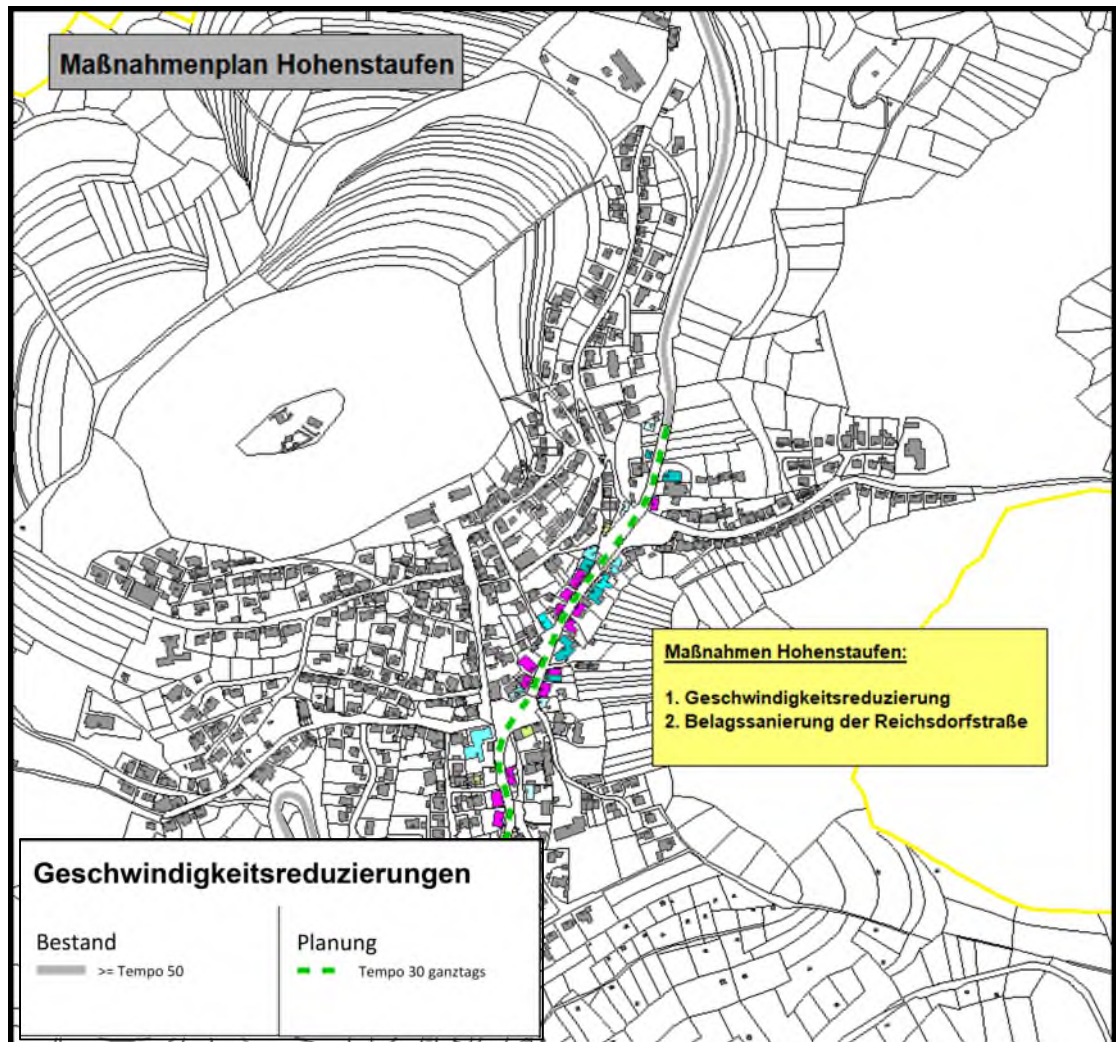 Maßnahmenplan Hohenstaufen
Maßnahmen Hohenstaufen:
1. Geschwindigkeitsreduzierung
2. Belagssanierung der Reichsdorfstraße
Geschwindigkeitsreduzierungen
Bestand
>= Tempo 50
Planung
Tempo 30 ganztags